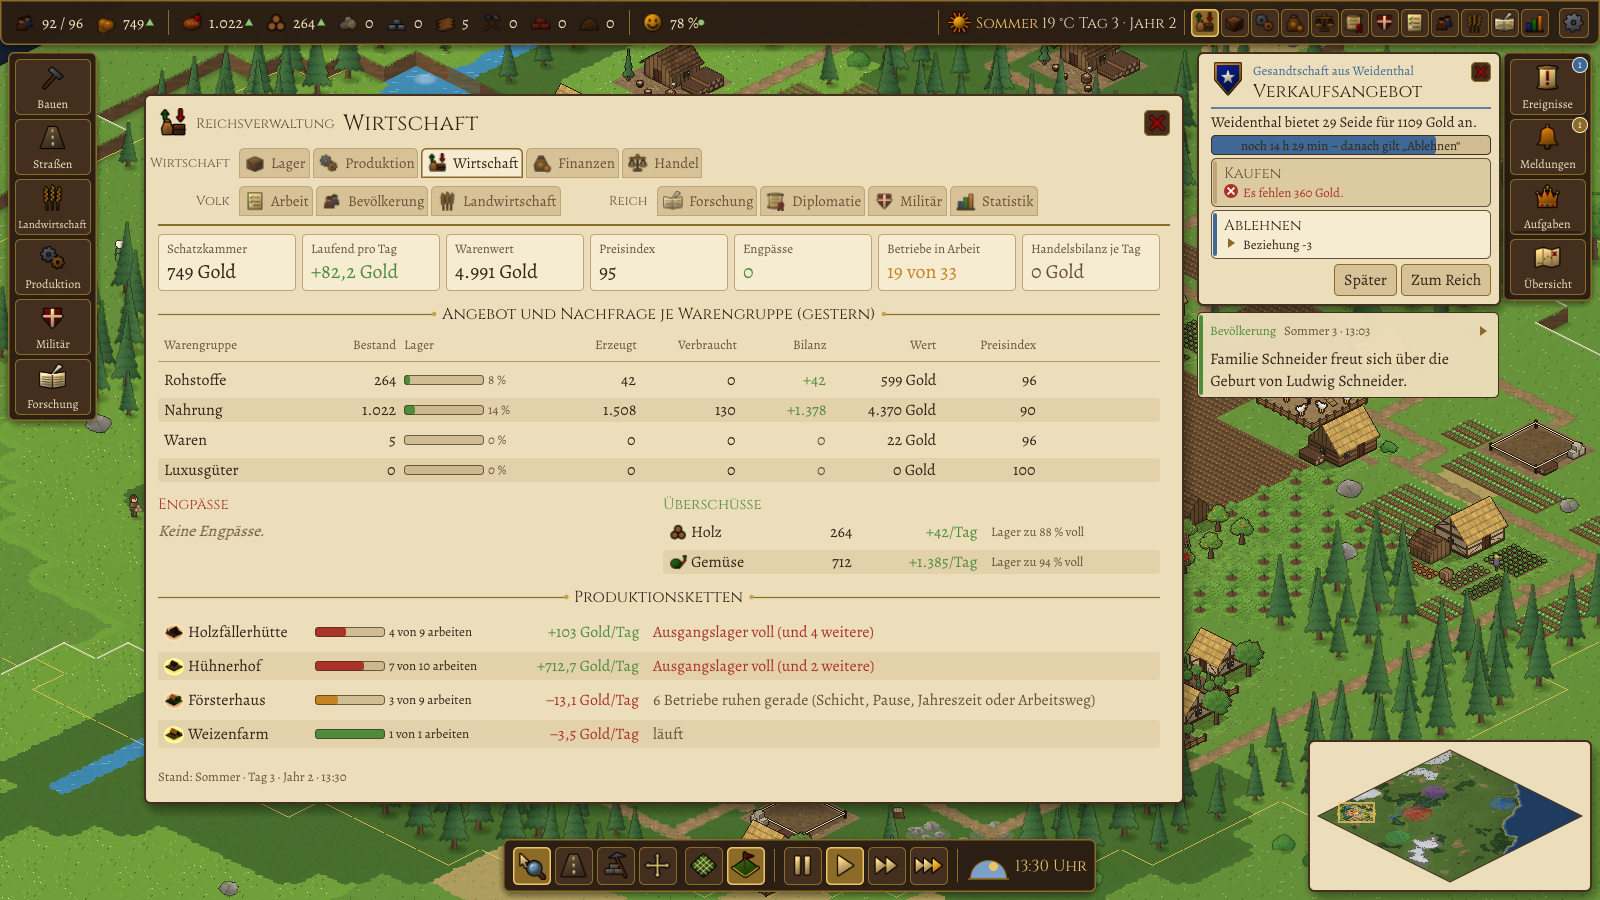 92 / 96 749 1.022 264 0 0 5 0 0 0 78 % Sommer 19 °C Tag 3 · Jahr 2
Bauen
Straßen
Landwirtschaft
Produktion
Militär
Forschung
Reichsverwaltung Wirtschaft
Wirtschaft Lager Produktion Wirtschaft Finanzen Handel
Volk Arbeit Bevölkerung Landwirtschaft Reich Forschung Diplomatie Militär Statistik
Schatzkammer Laufend pro Tag Warenwert Preisindex Engpässe Betriebe in Arbeit Handelsbilanz je Tag
749 Gold +82,2 Gold 4.991 Gold 95 0 19 von 33 0 Gold
Angebot und Nachfrage je Warengruppe (gestern)
Warengruppe Bestand Lager Erzeugt Verbraucht Bilanz Wert Preisindex
Rohstoffe 264 8 % 42 0 +42 599 Gold 96
Nahrung 1.022 14 % 1.508 130 +1.378 4.370 Gold 90
Waren 5 0 % 0 0 0 22 Gold 96
Luxusgüter 0 0 % 0 0 0 0 Gold 100
Engpässe
Keine Engpässe.
Überschüsse
Holz 264 +42/Tag Lager zu 88 % voll
Gemüse 712 +1.385/Tag Lager zu 94 % voll
Produktionsketten
Holzfällerhütte 4 von 9 arbeiten +103 Gold/Tag Ausgangslager voll (und 4 weitere)
Hühnerhof 7 von 10 arbeiten +712,7 Gold/Tag Ausgangslager voll (und 2 weitere)
Försterhaus 3 von 9 arbeiten −13,1 Gold/Tag 6 Betriebe ruhen gerade (Schicht, Pause, Jahreszeit oder Arbeitsweg)
Weizenfarm 1 von 1 arbeiten −3,5 Gold/Tag läuft
Stand: Sommer · Tag 3 · Jahr 2 · 13:30
Gesandtschaft aus Weidenthal
Verkaufsangebot
Weidenthal bietet 29 Seide für 1109 Gold an.
noch 14 h 29 min – danach gilt „Ablehnen“
Kaufen
Es fehlen 360 Gold.
Ablehnen
Beziehung -3
Später Zum Reich
Bevölkerung Sommer 3 · 13:03
Familie Schneider freut sich über die
Geburt von Ludwig Schneider.
1
Ereignisse
1
Meldungen
Aufgaben
Übersicht
13:30 Uhr